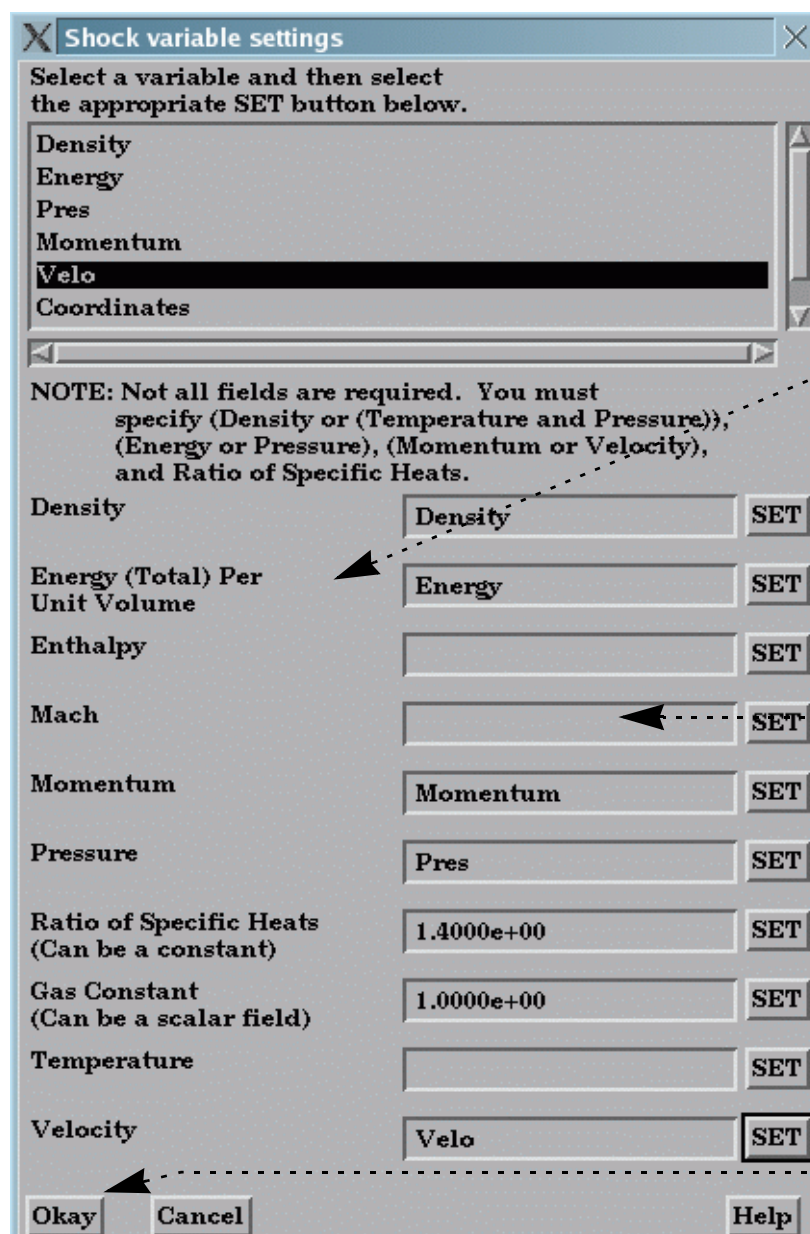 Shock variable settings
Select a variable and then select
the appropriate SET button below.
Density
Energy
Pres
Momentum
Velo
Coordinates
NOTE: Not all fields are required. You must
specify (Density or (Temperature and Pressure)),
(Energy or Pressure), (Momentum or Velocity),
and Ratio of Specific Heats.
Density Density SET
Energy (Total) Per
Unit Volume Energy SET
Enthalpy SET
Mach SET
Momentum Momentum SET
Pressure Pres SET
Ratio of Specific Heats
(Can be a constant) 1.4000e+00 SET
Gas Constant
(Can be a scalar field) 1.0000e+00 SET
Temperature SET
Velocity Velo SET
Okay Cancel Help